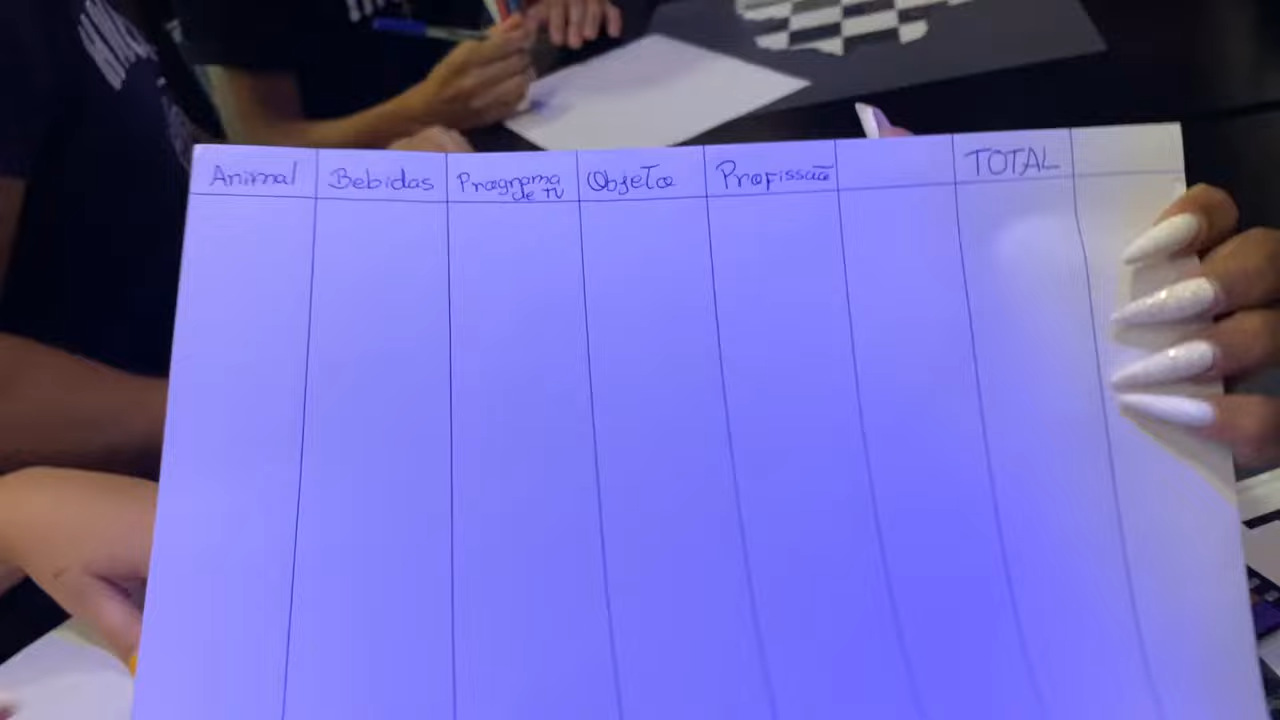 Animal
Bebidas
Programa
de TV
Objeto
Profissão
TOTAL